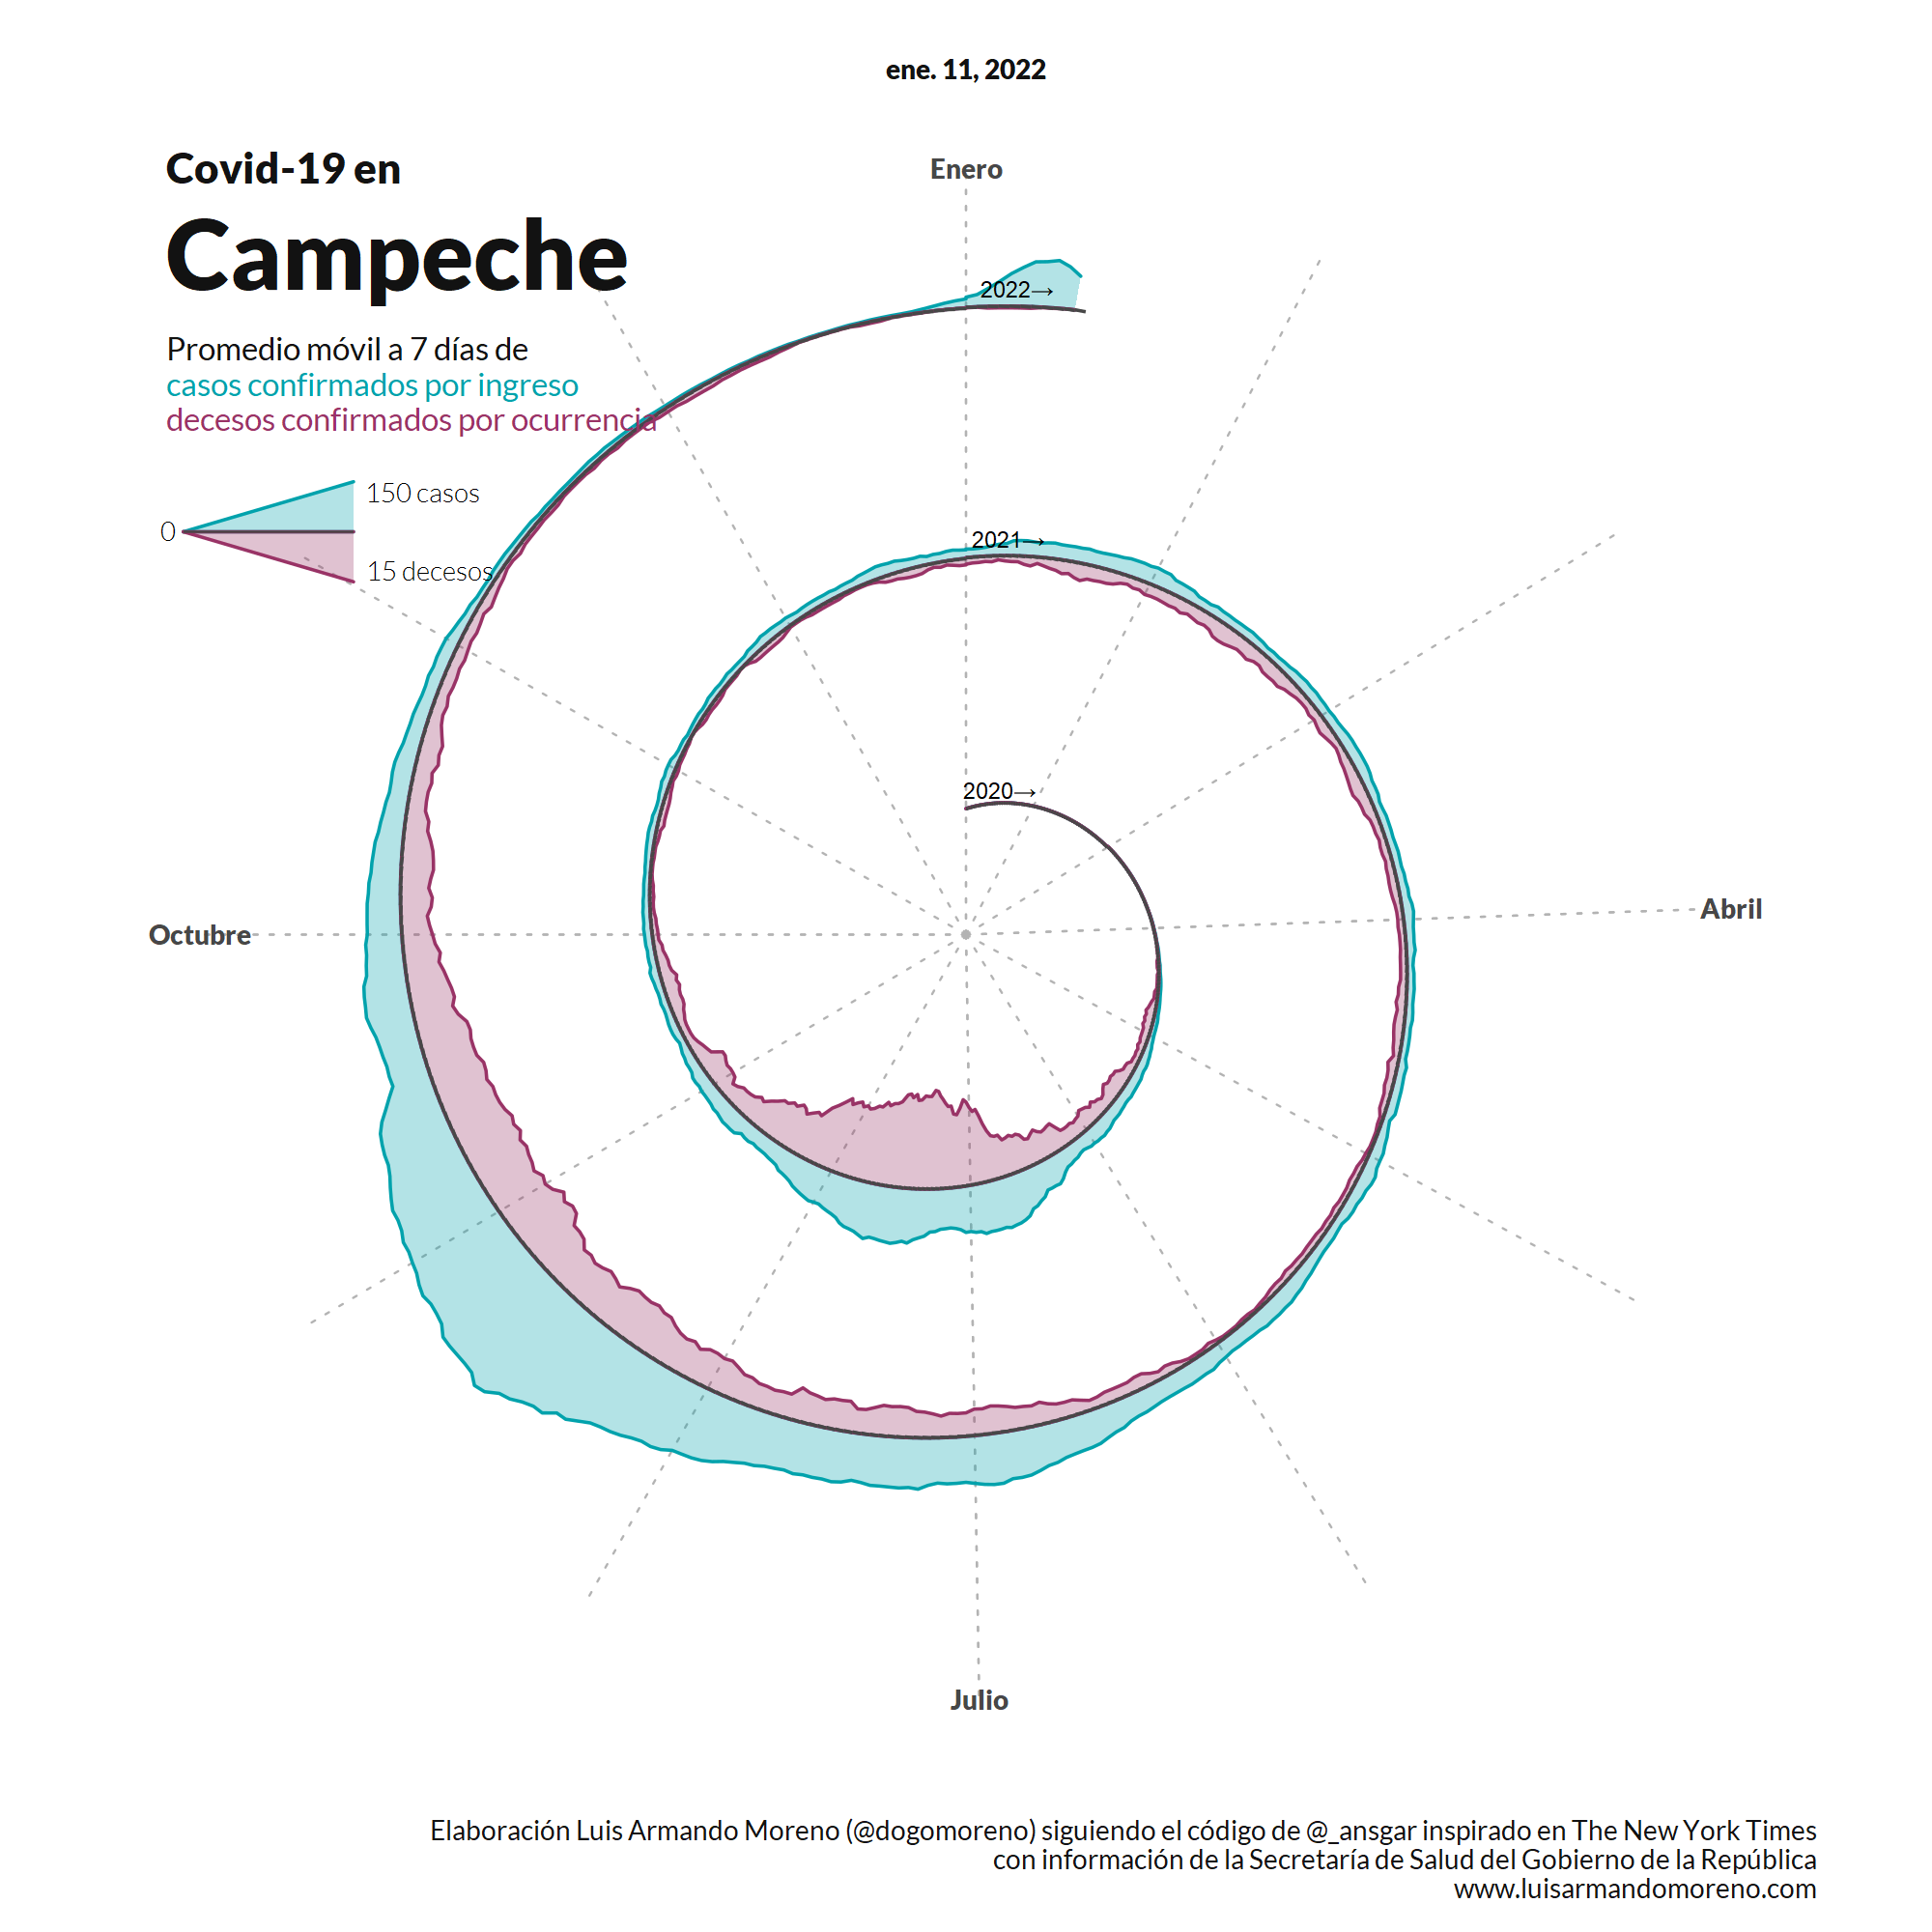 ene. 11, 2022
Covid-19 en
Campeche
Promedio móvil a 7 días de
casos confirmados por ingreso
decesos confirmados por ocurrencia
150 casos
0
15 decesos
Enero
2022→
2021→
2020→
Abril
Octubre
Julio
Elaboración Luis Armando Moreno (@dogomoreno) siguiendo el código de @_ansgar inspirado en The New York Times
con información de la Secretaría de Salud del Gobierno de la República
www.luisarmandomoreno.com